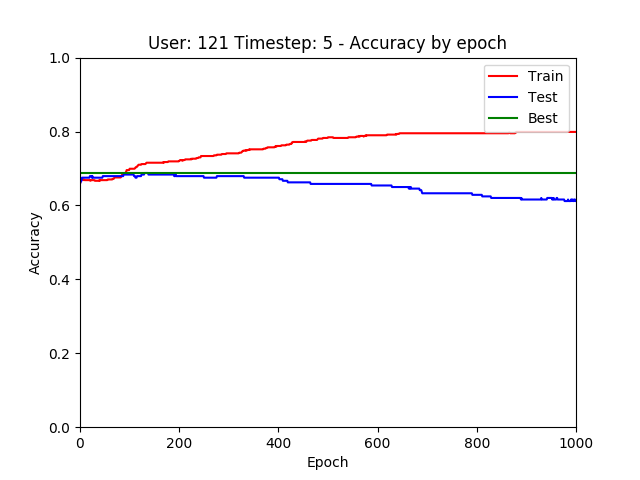 User: 121 Timestep: 5 - Accuracy by epoch
1.0
Train
Test
Best
0.8
0.6
Accuracy
0.4
0.2
0.0
0 200 400 600 800 1000
Epoch